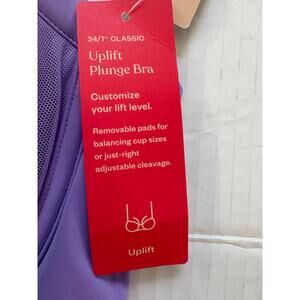 24/7™ CLASSIC
Uplift
Plunge Bra
Customize
your lift level.
Removable pads for
balancing cup sizes
or just-right
adjustable cleavage.
Uplift